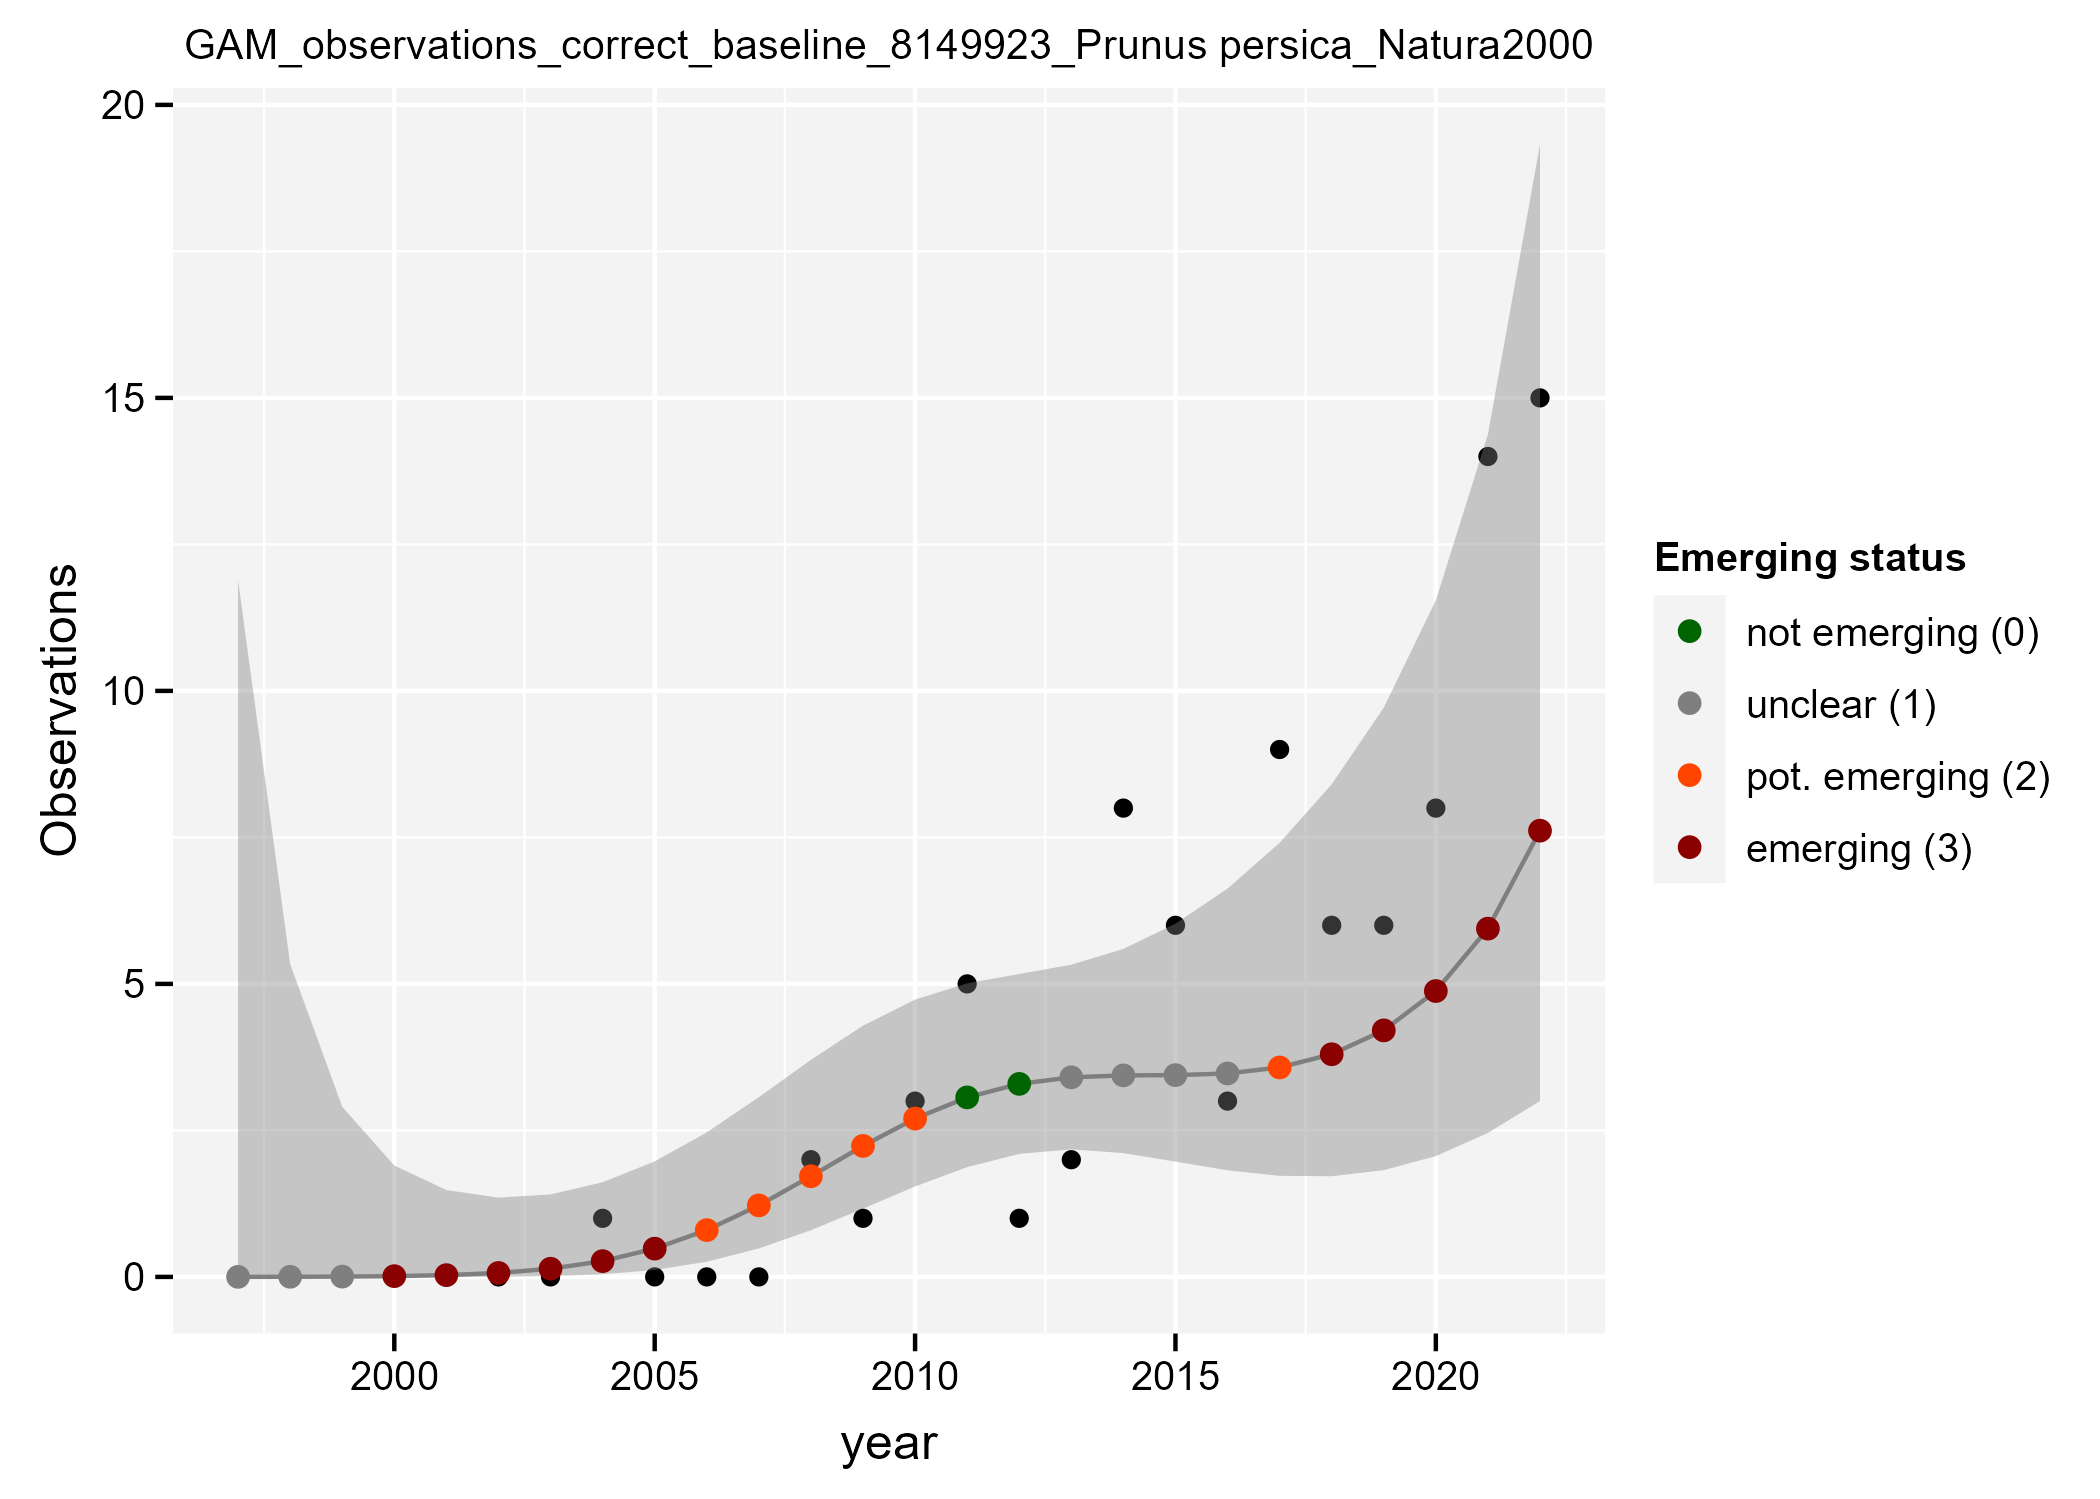 GAM_observations_correct_baseline_8149923_Prunus persica_Natura2000
20
15
10
5
0
Observations
2000 2005 2010 2015 2020
year
Emerging status
not emerging (0)
unclear (1)
pot. emerging (2)
emerging (3)